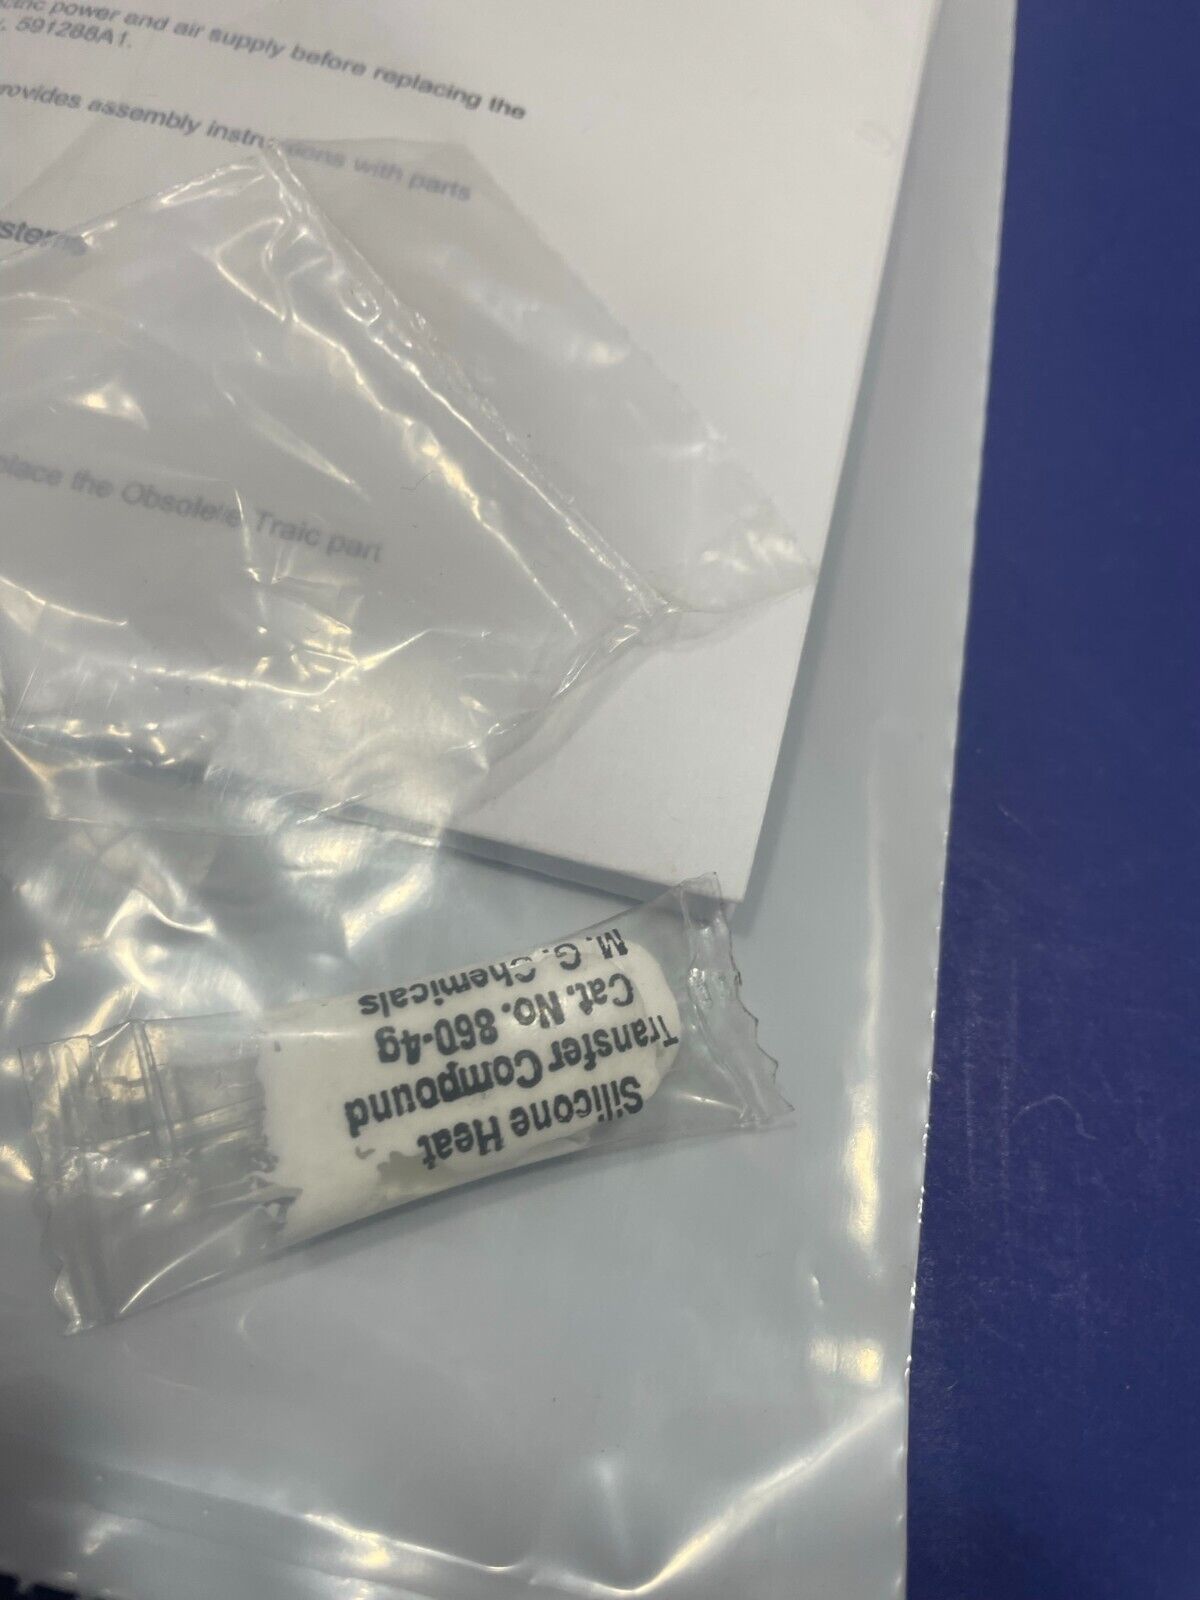 power and air supply before replacing the
591288A1.
rovides assembly instructions with parts
stems
place the Obsolete Traic part
Silicone Heat
Transfer Compound
Cat. No. 860-4g
M. G. Chemicals